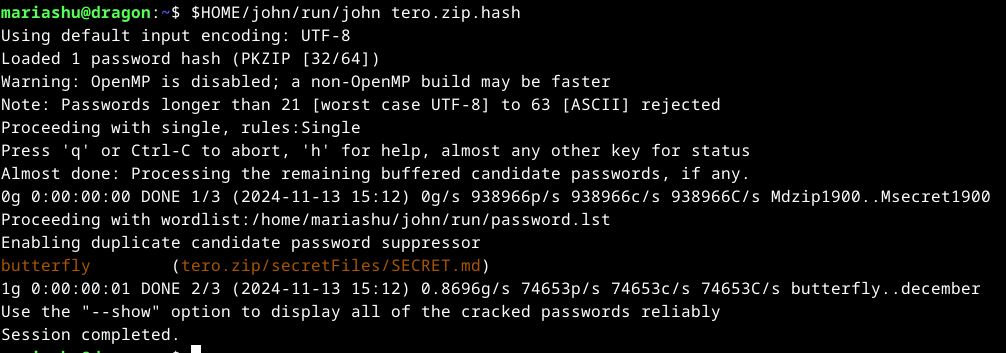 mariashu@dragon:~$ $HOME/john/run/john tero.zip.hash
Using default input encoding: UTF-8
Loaded 1 password hash (PKZIP [32/64])
Warning: OpenMP is disabled; a non-OpenMP build may be faster
Note: Passwords longer than 21 [worst case UTF-8] to 63 [ASCII] rejected
Proceeding with single, rules:Single
Press 'q' or Ctrl-C to abort, 'h' for help, almost any other key for status
Almost done: Processing the remaining buffered candidate passwords, if any.
0g 0:00:00:00 DONE 1/3 (2024-11-13 15:12) 0g/s 938966p/s 938966c/s 938966C/s Mdzip1900..Msecret1900
Proceeding with wordlist:/home/mariashu/john/run/password.lst
Enabling duplicate candidate password suppressor
butterfly        (tero.zip/secretFiles/SECRET.md)
1g 0:00:00:01 DONE 2/3 (2024-11-13 15:12) 0.8696g/s 74653p/s 74653c/s 74653C/s butterfly..december
Use the "--show" option to display all of the cracked passwords reliably
Session completed.
mariashu@dragon:~$